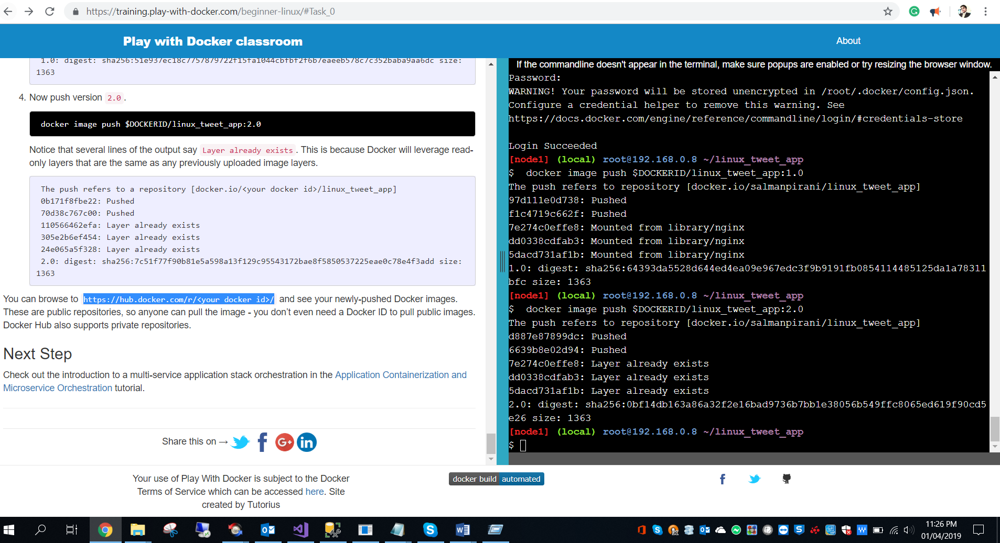 https://training.play-with-docker.com/beginner-linux/#Task_0
Play with Docker classroom
About
1.0: digest: sha256:51e937ec18c7757879722f15fa1044cbfbf2f6b7eaeeb578c7c352baba9aa6dc size:
1363
4. Now push version 2.0.
docker image push $DOCKERID/linux_tweet_app:2.0
Notice that several lines of the output say Layer already exists. This is because Docker will leverage read-
only layers that are the same as any previously uploaded image layers.
The push refers to a repository [docker.io/<your docker id>/linux_tweet_app]
0b171f8fbe22: Pushed
70d38c767c00: Pushed
110566462efa: Layer already exists
305e2b6ef454: Layer already exists
24e065a5f328: Layer already exists
2.0: digest: sha256:7c51f77f90b81e5a598a13f129c95543172bae8f5850537225eae0c78e4f3add size:
1363
You can browse to https://hub.docker.com/r/<your docker id>/ and see your newly-pushed Docker images.
These are public repositories, so anyone can pull the image - you don't even need a Docker ID to pull public images.
Docker Hub also supports private repositories.
Next Step
Check out the introduction to a multi-service application stack orchestration in the Application Containerization and
Microservice Orchestration tutorial.
Share this on →
If the commandline doesn't appear in the terminal, make sure popups are enabled or try resizing the browser window.
Password:
WARNING! Your password will be stored unencrypted in /root/.docker/config.json.
Configure a credential helper to remove this warning. See
https://docs.docker.com/engine/reference/commandline/login/#credentials-store
Login Succeeded
[node1] (local) root@192.168.0.8 ~/linux_tweet_app
$ docker image push $DOCKERID/linux_tweet_app:1.0
The push refers to repository [docker.io/salmanpirani/linux_tweet_app]
97d111e0d738: Pushed
f1c4719c662f: Pushed
7e274c0effe8: Mounted from library/nginx
dd0338cdfab3: Mounted from library/nginx
5dacd731af1b: Mounted from library/nginx
1.0: digest: sha256:64393da5528d644ed4ea09e967edc3f9b9191fb0854114485125da1a78311
bfc size: 1363
[node1] (local) root@192.168.0.8 ~/linux_tweet_app
$ docker image push $DOCKERID/linux_tweet_app:2.0
The push refers to repository [docker.io/salmanpirani/linux_tweet_app]
d887e87899dc: Pushed
6639b8e02d94: Pushed
7e274c0effe8: Layer already exists
dd0338cdfab3: Layer already exists
5dacd731af1b: Layer already exists
2.0: digest: sha256:0bf14db163a86a32f2e16bad9736b7bb1e38056b549ffc8065ed619f90cd5
e26 size: 1363
[node1] (local) root@192.168.0.8 ~/linux_tweet_app
$
Your use of Play With Docker is subject to the Docker
Terms of Service which can be accessed here. Site
created by Tutorius
docker build automated
11:26 PM
01/04/2019